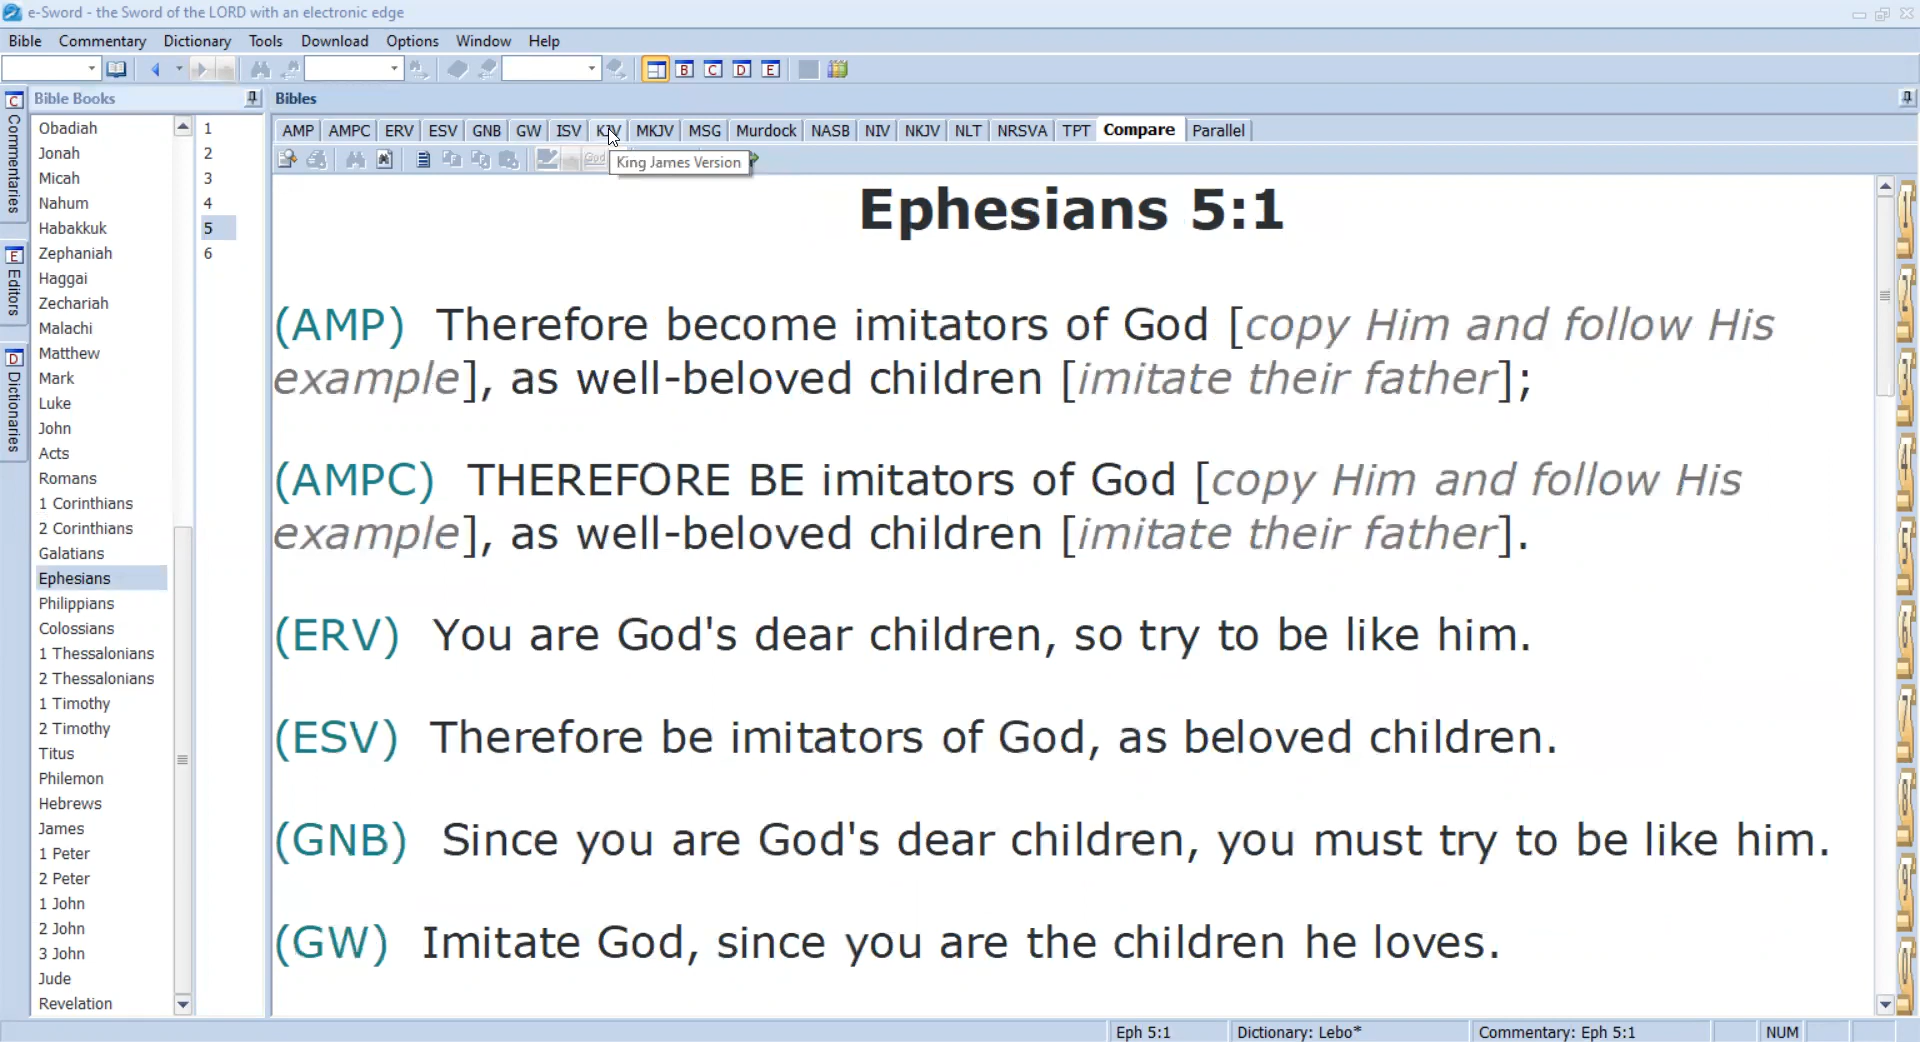 e-Sword - the Sword of the LORD with an electronic edge
Bible Commentary Dictionary Tools Download Options Window Help
B C D E
C Commentaries
E Editors
D Dictionaries
Bible Books
Obadiah
Jonah
Micah
Nahum
Habakkuk
Zephaniah
Haggai
Zechariah
Malachi
Matthew
Mark
Luke
John
Acts
Romans
1 Corinthians
2 Corinthians
Galatians
Ephesians
Philippians
Colossians
1 Thessalonians
2 Thessalonians
1 Timothy
2 Timothy
Titus
Philemon
Hebrews
James
1 Peter
2 Peter
1 John
2 John
3 John
Jude
Revelation
1
2
3
4
5
6
Bibles
AMP AMPC ERV ESV GNB GW ISV KJV MKJV MSG Murdock NASB NIV NKJV NLT NRSVA TPT Compare Parallel
God
King James Version
Ephesians 5:1
(AMP) Therefore become imitators of God [copy Him and follow His
example], as well-beloved children [imitate their father];
(AMPC) THEREFORE BE imitators of God [copy Him and follow His
example], as well-beloved children [imitate their father].
(ERV) You are God's dear children, so try to be like him.
(ESV) Therefore be imitators of God, as beloved children.
(GNB) Since you are God's dear children, you must try to be like him.
(GW) Imitate God, since you are the children he loves.
Eph 5:1 Dictionary: Lebo* Commentary: Eph 5:1 NUM